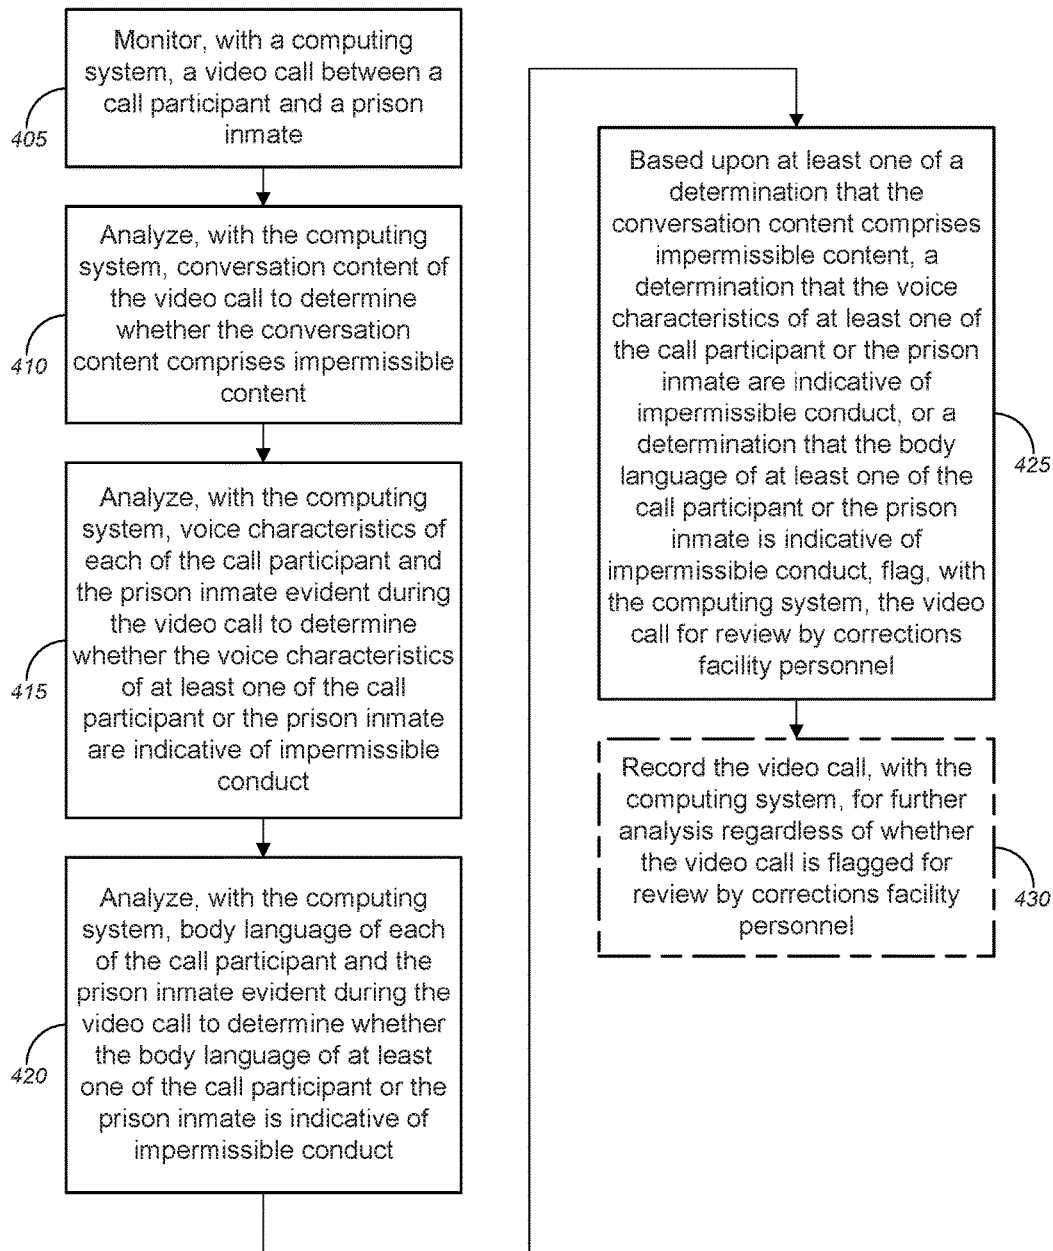 Monitor, with a computing
system, a video call between a
call participant and a prison
inmate
405
Analyze, with the computing
system, conversation content of
the video call to determine
whether the conversation
content comprises impermissible
content
410
Analyze, with the computing
system, voice characteristics of
each of the call participant and
the prison inmate evident during
the video call to determine
whether the voice characteristics
of at least one of the call
participant or the prison inmate
are indicative of impermissible
conduct
415
Analyze, with the computing
system, body language of each
of the call participant and the
prison inmate evident during the
video call to determine whether
the body language of at least
one of the call participant or the
prison inmate is indicative of
impermissible conduct
420
Based upon at least one of a
determination that the
conversation content comprises
impermissible content, a
determination that the voice
characteristics of at least one of
the call participant or the prison
inmate are indicative of
impermissible conduct, or a
determination that the body
language of at least one of the
call participant or the prison
inmate is indicative of
impermissible conduct, flag, with
the computing system, the video
call for review by corrections
facility personnel
425
Record the video call, with the
computing system, for further
analysis regardless of whether
the video call is flagged for
review by corrections facility
personnel
430